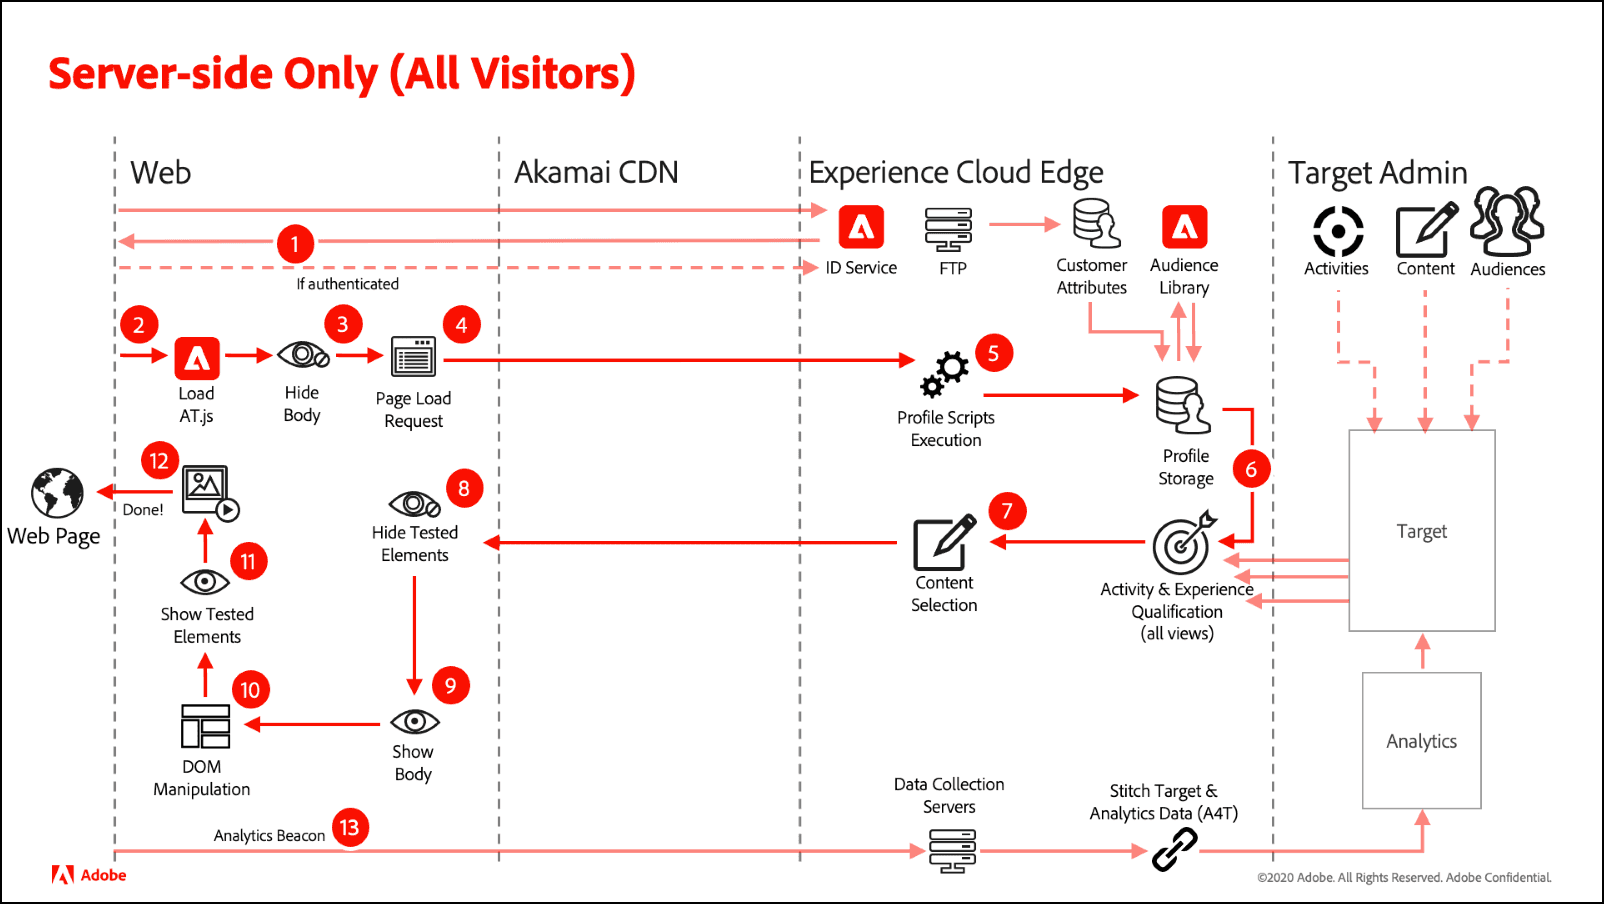 Server-side Only (All Visitors)
Web
Akamai CDN
Experience Cloud Edge
Target Admin
1
If authenticated
ID Service
FTP
Customer
Attributes
Audience
Library
Activities
Content
Audiences
2
Load
AT.js
Hide
Body
3
Page Load
Request
4
Profile Scripts
Execution
5
Profile
Storage
6
Target
12
Done!
Web Page
8
Hide Tested
Elements
7
Content
Selection
Activity & Experience
Qualification
(all views)
11
Show Tested
Elements
10
DOM
Manipulation
9
Show
Body
Analytics
Data Collection
Servers
Stitch Target &
Analytics Data (A4T)
Analytics Beacon
13
Adobe
©2020 Adobe. All Rights Reserved. Adobe Confidential.